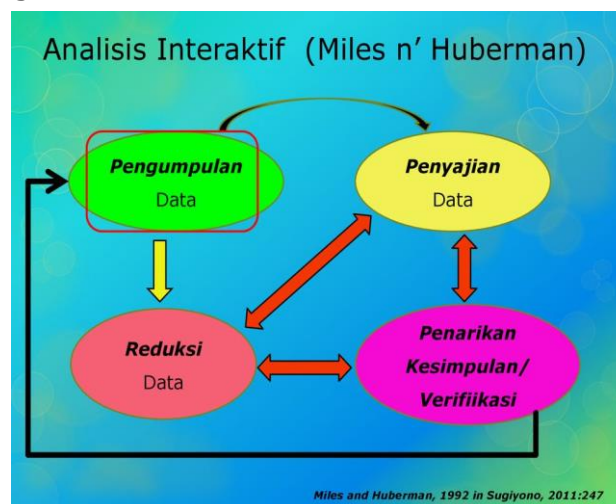 Analisis Interaktif (Miles n' Huberman)
Pengumpulan
Data
Penyajian
Data
Reduksi
Data
Penarikan
Kesimpulan/
Verifiikasi
Miles and Huberman, 1992 in Sugiyono, 2011:247